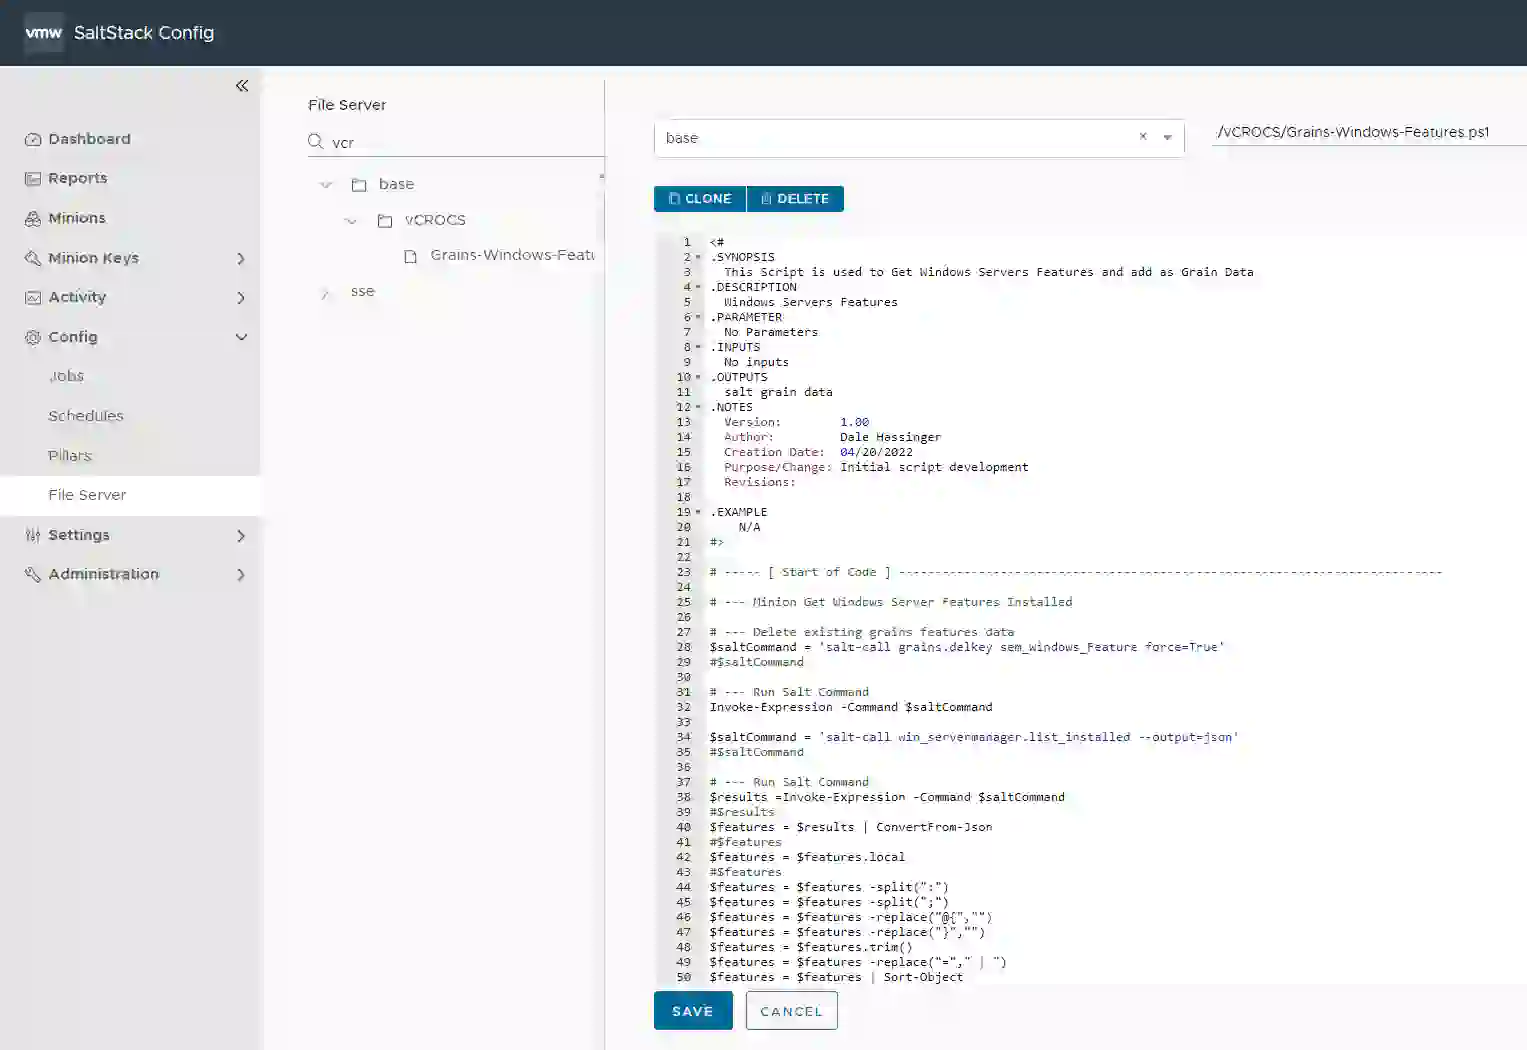 vmw SaltStack Config
Dashboard
Reports
Minions
Minion Keys
Activity
Config
Jobs
Schedules
Pillars
File Server
Settings
Administration
File Server
vcr
base
vCROCS
Grains-Windows-Featu
sse
base
/vCROCS/Grains-Windows-Features.ps1
CLONE DELETE
1 <#
2 .SYNOPSIS
3 This Script is used to Get Windows Servers Features and add as Grain Data
4 .DESCRIPTION
5 Windows Servers Features
6 .PARAMETER
7 No Parameters
8 .INPUTS
9 No inputs
10 .OUTPUTS
11 salt grain data
12 .NOTES
13 Version: 1.00
14 Author: Dale Hassinger
15 Creation Date: 04/20/2022
16 Purpose/Change: Initial script development
17 Revisions:
18
19 .EXAMPLE
20 N/A
21 #>
22
23 # ----- [ Start of Code ] ---------------------------------------------------------------------------
24
25 # --- Minion Get Windows Server Features Installed
26
27 # --- Delete existing grains features data
28 $saltCommand = 'salt-call grains.delkey sem_Windows_Feature force=True'
29 #$saltCommand
30
31 # --- Run Salt Command
32 Invoke-Expression -Command $saltCommand
33
34 $saltCommand = 'salt-call win_servermanager.list_installed --output=json'
35 #$saltCommand
36
37 # --- Run Salt Command
38 $results =Invoke-Expression -Command $saltCommand
39 #$results
40 $features = $results | ConvertFrom-Json
41 #$features
42 $features = $features.local
43 #$features
44 $features = $features -split(":")
45 $features = $features -split(";")
46 $features = $features -replace("@{","")
47 $features = $features -replace("}","")
48 $features = $features.trim()
49 $features = $features -replace("="," | ")
50 $features = $features | Sort-Object
SAVE CANCEL